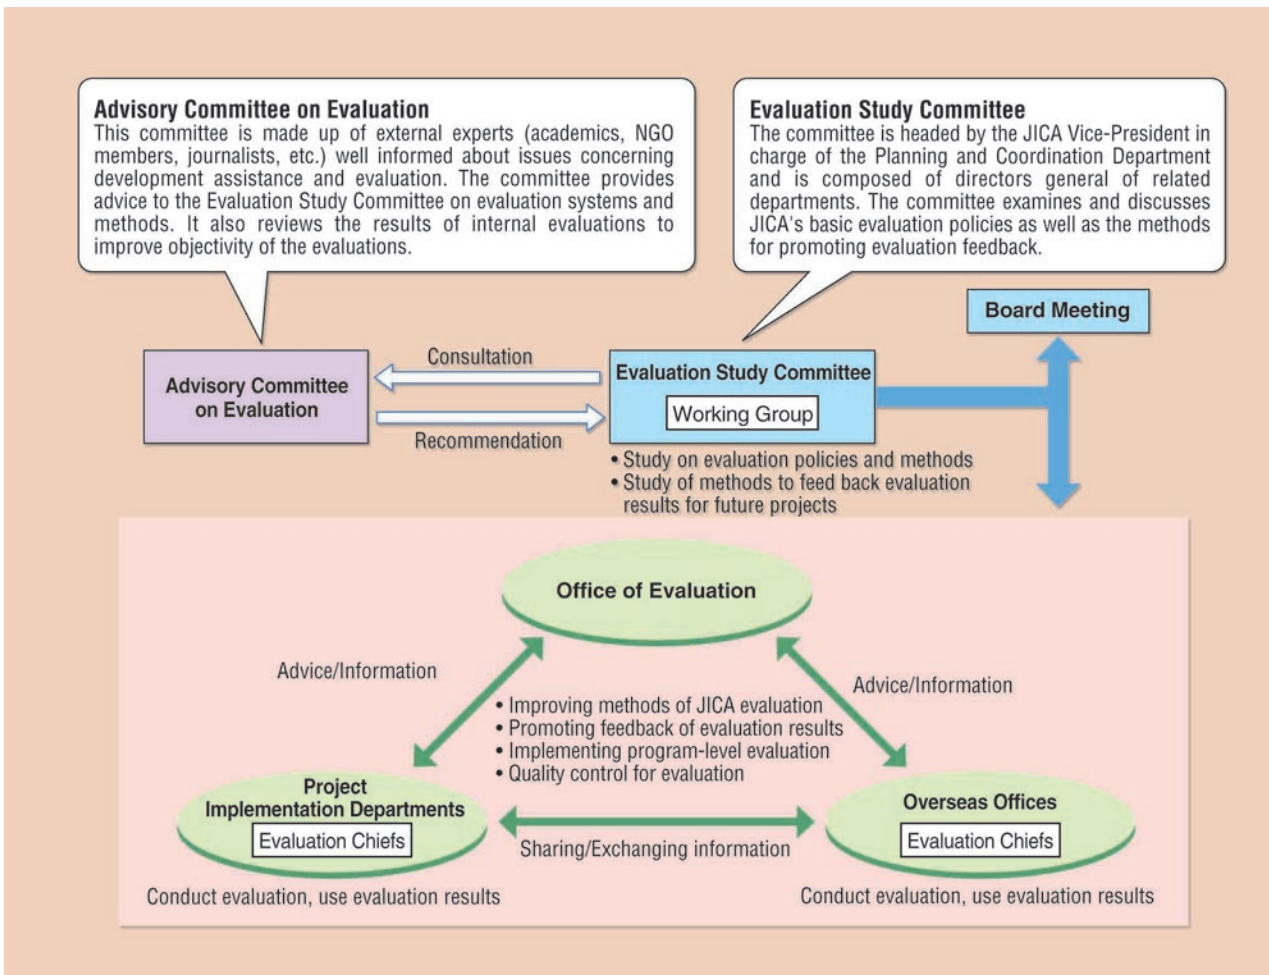 Advisory Committee on Evaluation
This committee is made up of external experts (academics, NGO
members, journalists, etc.) well informed about issues concerning
development assistance and evaluation. The committee provides
advice to the Evaluation Study Committee on evaluation systems and
methods. It also reviews the results of internal evaluations to
improve objectivity of the evaluations.
Evaluation Study Committee
The committee is headed by the JICA Vice-President in
charge of the Planning and Coordination Department
and is composed of directors general of related
departments. The committee examines and discusses
JICA's basic evaluation policies as well as the methods
for promoting evaluation feedback.
Board Meeting
Advisory Committee
on Evaluation
Consultation
Recommendation
Evaluation Study Committee
Working Group
• Study on evaluation policies and methods
• Study of methods to feed back evaluation
results for future projects
Office of Evaluation
Advice/Information
Advice/Information
• Improving methods of JICA evaluation
• Promoting feedback of evaluation results
• Implementing program-level evaluation
• Quality control for evaluation
Project
Implementation Departments
Evaluation Chiefs
Sharing/Exchanging information
Overseas Offices
Evaluation Chiefs
Conduct evaluation, use evaluation results
Conduct evaluation, use evaluation results